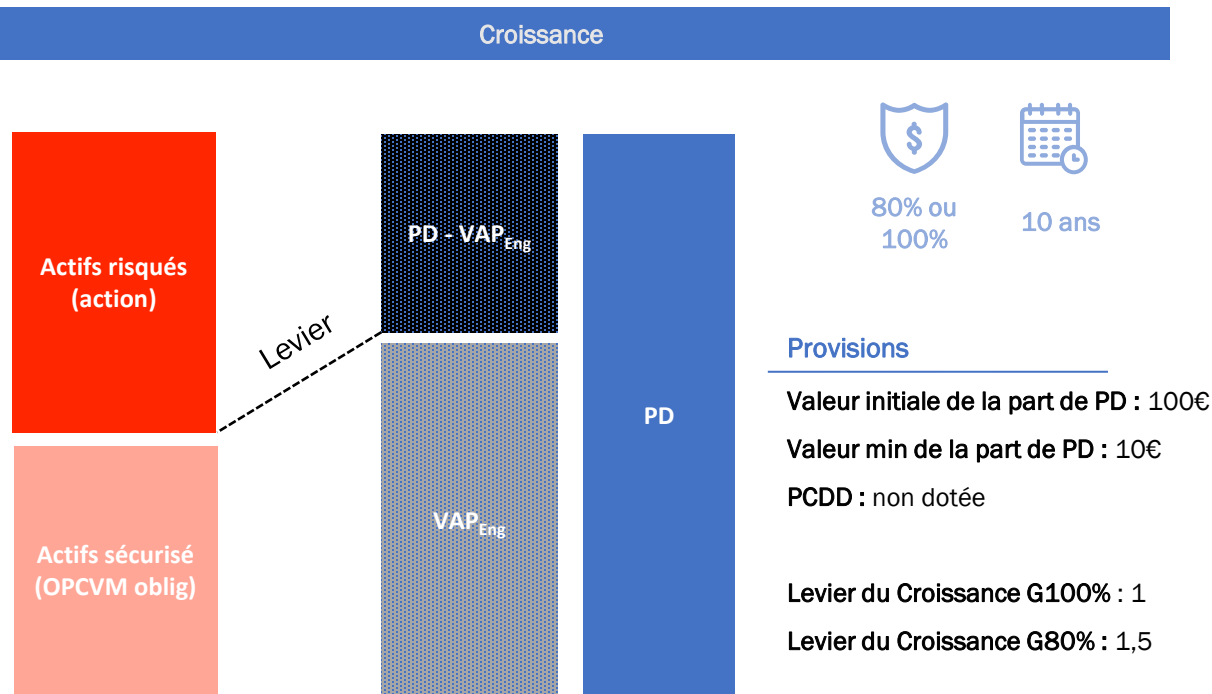 Croissance
Actifs risqués
(action)
Levier
Actifs sécurisé
(OPCVM oblig)
PD - VAPEng
VAPEng
PD
$
80% ou
100%
10 ans
Provisions
Valeur initiale de la part de PD : 100€
Valeur min de la part de PD : 10€
PCDD : non dotée
Levier du Croissance G100% : 1
Levier du Croissance G80% : 1,5